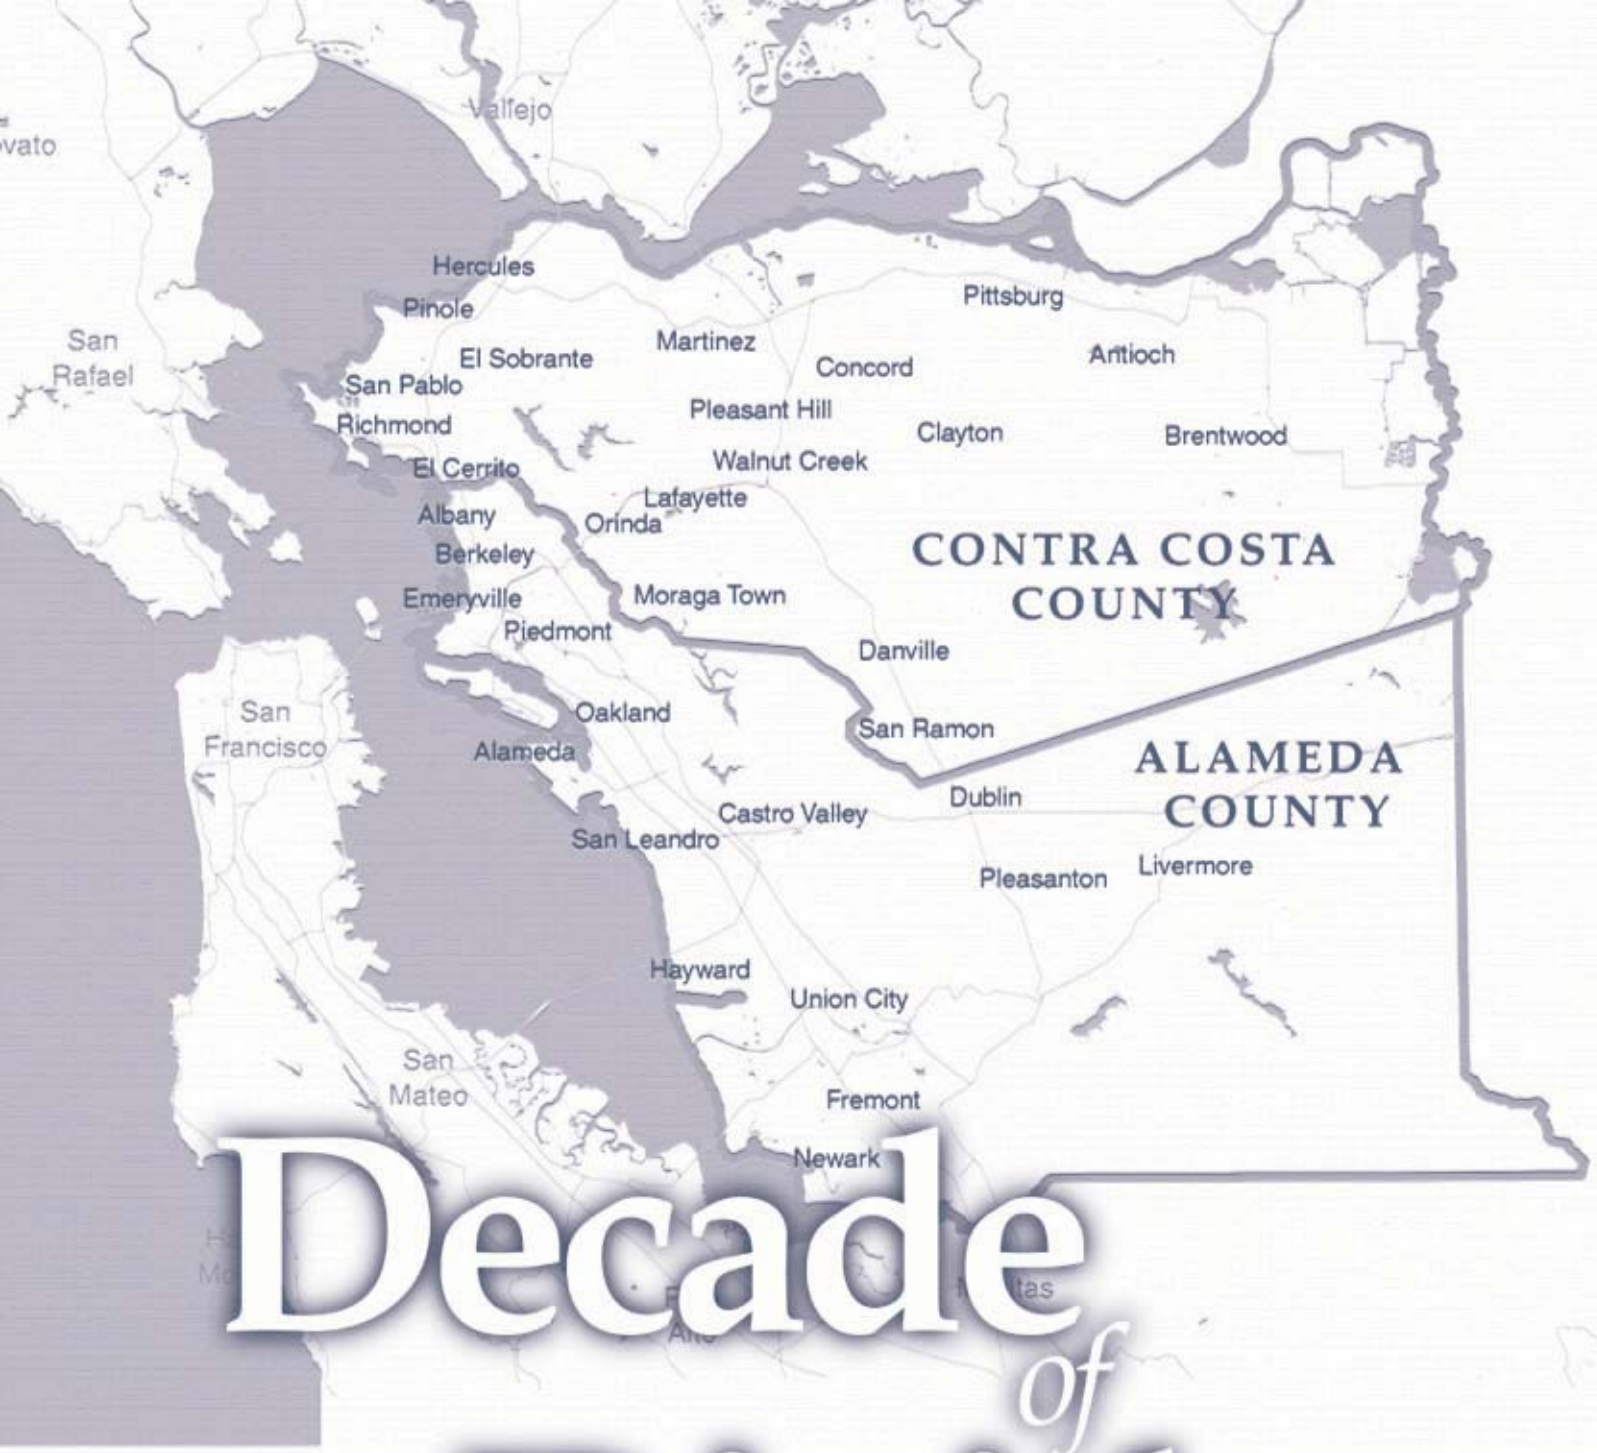 Vallejo
Hercules
Pinole
Pittsburg
San
Rafael
Martinez
Antioch
El Sobrante
Concord
San Pablo
Pleasant Hill
Richmond
Clayton
Brentwood
Walnut Creek
El Cerrito
Lafayette
Albany
Orinda
CONTRA COSTA
COUNTY
Berkeley
Emeryville
Moraga Town
Piedmont
Danville
San
Francisco
Oakland
San Ramon
Alameda
ALAMEDA
COUNTY
Dublin
Castro Valley
San Leandro
Livermore
Pleasanton
Hayward
Union City
San
Mateo
Fremont
Newark
Decade
of